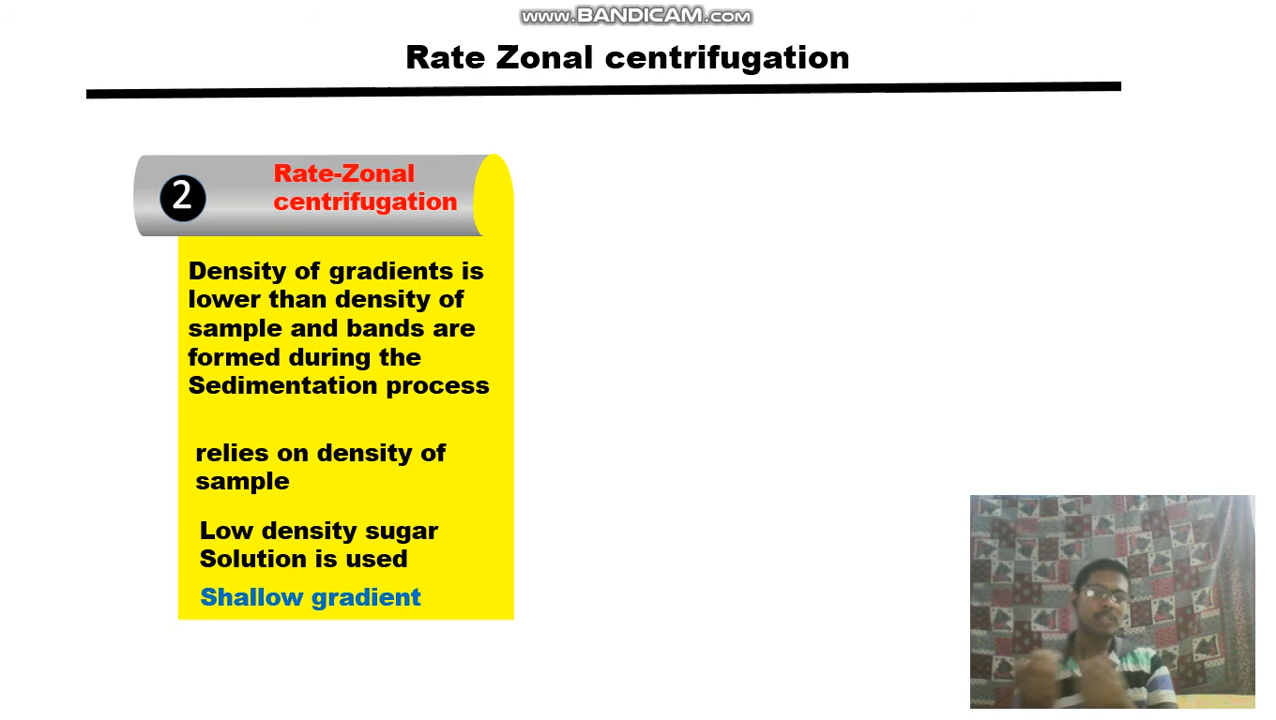 www.BANDICAM.com
Rate Zonal centrifugation
2
Rate-Zonal
centrifugation
Density of gradients is
lower than density of
sample and bands are
formed during the
Sedimentation process
relies on density of
sample
Low density sugar
Solution is used
Shallow gradient